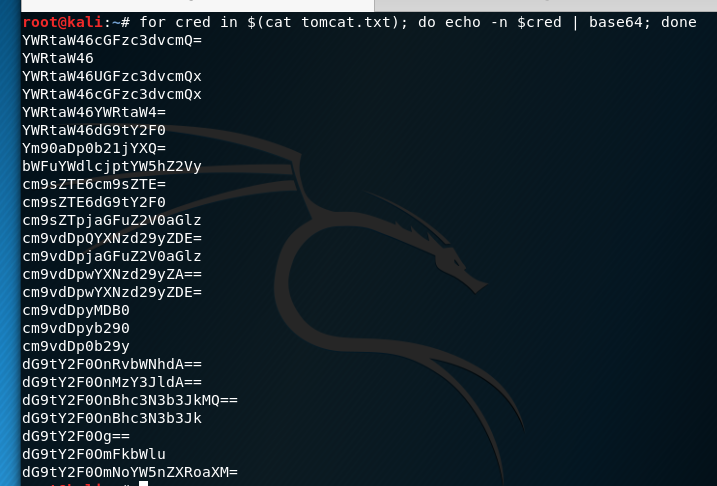 root@kali:~# for cred in $(cat tomcat.txt); do echo -n $cred | base64; done
YWRtaW46cGFzc3dvcmQ=
YWRtaW46
YWRtaW46UGFzc3dvcmQx
YWRtaW46cGFzc3dvcmQx
YWRtaW46YWRtaW4=
YWRtaW46dG9tY2F0
Ym90aDp0b21jYXQ=
bWFuYWdlcjptYW5hZ2Vy
cm9sZTE6cm9sZTE=
cm9sZTE6dG9tY2F0
cm9sZTpjaGFuZ2V0aGlz
cm9vdDpQYXNzd29yZDE=
cm9vdDpjaGFuZ2V0aGlz
cm9vdDpwYXNzd29yZA==
cm9vdDpwYXNzd29yZDE=
cm9vdDpyMDB0
cm9vdDpyb290
cm9vdDp0b29y
dG9tY2F0OnRvbWNhdA==
dG9tY2F0OnMzY3JldA==
dG9tY2F0OnBhc3N3b3JkMQ==
dG9tY2F0OnBhc3N3b3Jk
dG9tY2F0Og==
dG9tY2F0OmFkbWlu
dG9tY2F0OmNoYW5nZXRoaXM=